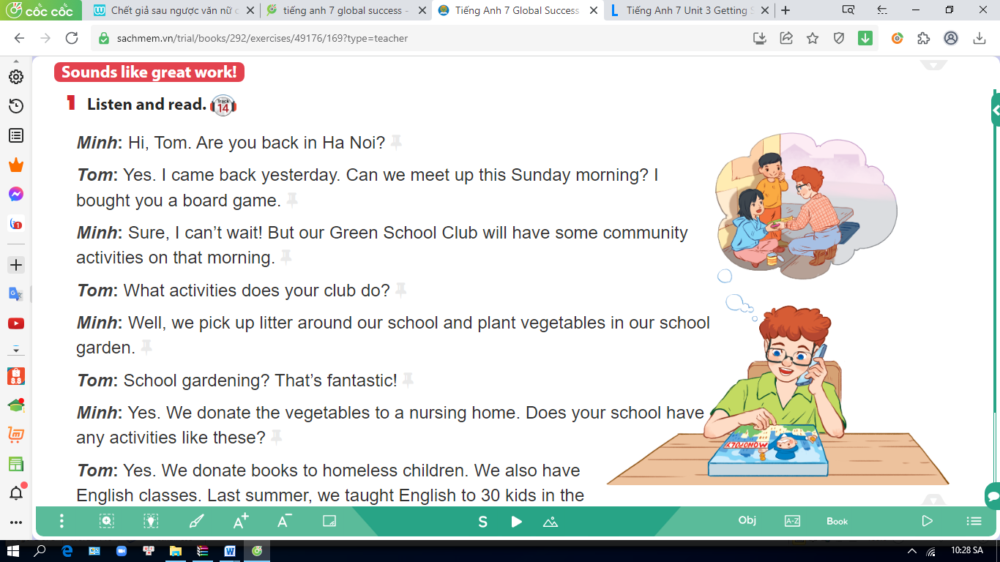 cốc cốc
Chết giả sau ngược văn nữ c
tiếng anh 7 global success -
Tiếng Anh 7 Global Success
Tiếng Anh 7 Unit 3 Getting S
sachmem.vn/trial/books/292/exercises/49176/169?type=teacher
Sounds like great work!
1 Listen and read. Track 14
Minh: Hi, Tom. Are you back in Ha Noi?
Tom: Yes. I came back yesterday. Can we meet up this Sunday morning? I
bought you a board game.
Minh: Sure, I can’t wait! But our Green School Club will have some community
activities on that morning.
Tom: What activities does your club do?
Minh: Well, we pick up litter around our school and plant vegetables in our school
garden.
Tom: School gardening? That’s fantastic!
Minh: Yes. We donate the vegetables to a nursing home. Does your school have
any activities like these?
MONOPOLY
Tom: Yes. We donate books to homeless children. We also have
English classes. Last summer, we taught English to 30 kids in the
A+ A- S Obj A-Z Book
10:28 SA